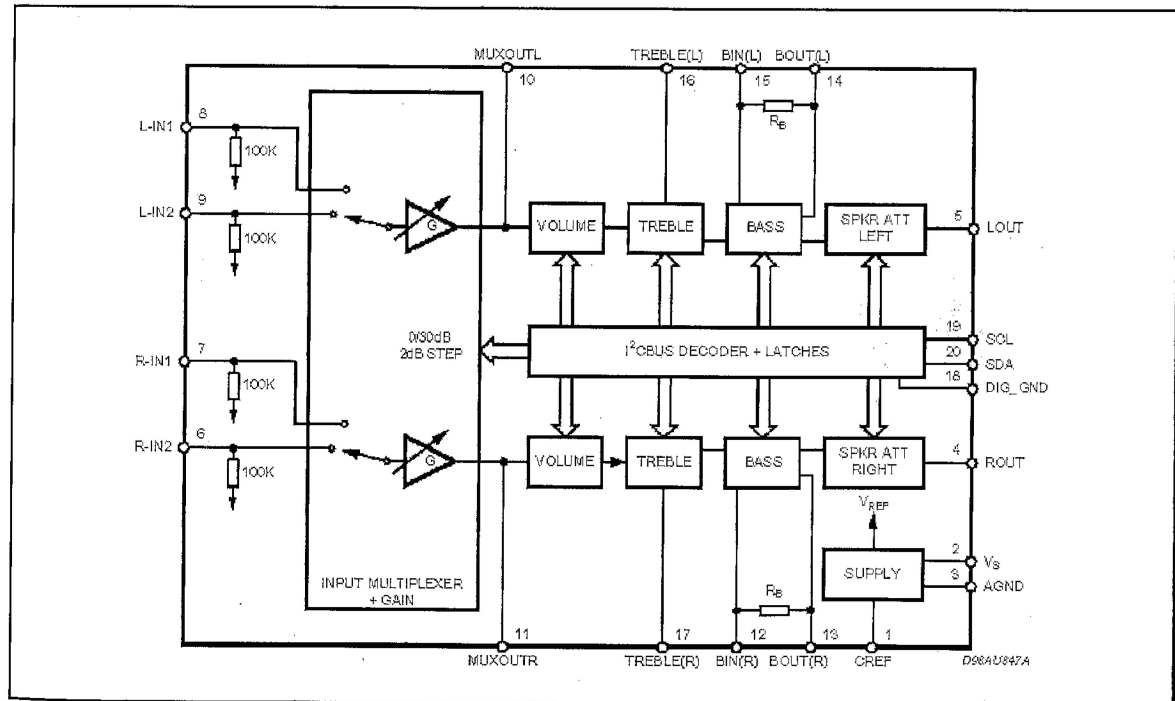 MUXOUTL TREBLE(L) BIN(L) BOUT(L)
10 16 15 14
L-IN1 8
100K
R_B
L-IN2 9
100K
G
VOLUME TREBLE BASS SPKR ATT LEFT 5 LOUT
0/30dB
2dB STEP
I²CBUS DECODER + LATCHES
19 SCL
20 SDA
18 DIG_GND
R-IN1 7
100K
R-IN2 6
100K
G
VOLUME TREBLE BASS SPKR ATT RIGHT 4 ROUT
V_REF
SUPPLY
2 V_S
3 AGND
INPUT MULTIPLEXER
+ GAIN
R_B
11 17 12 13 1
MUXOUTR TREBLE(R) BIN(R) BOUT(R) CREF
D98AU847A